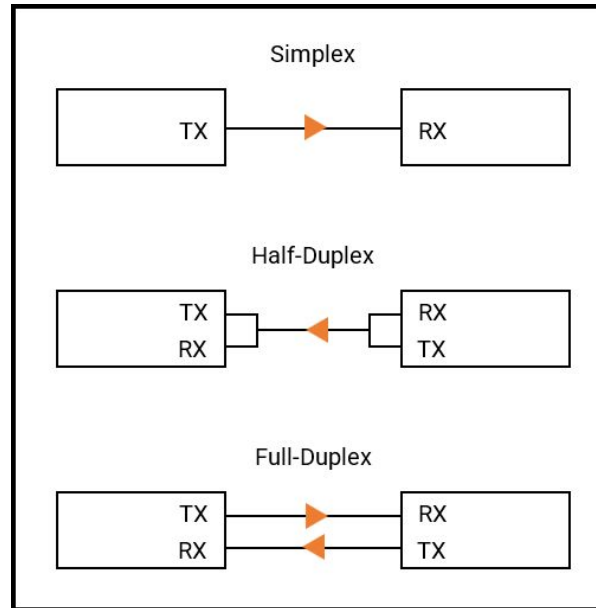 Simplex
TX RX
Half-Duplex
TX RX
RX TX
Full-Duplex
TX RX
RX TX